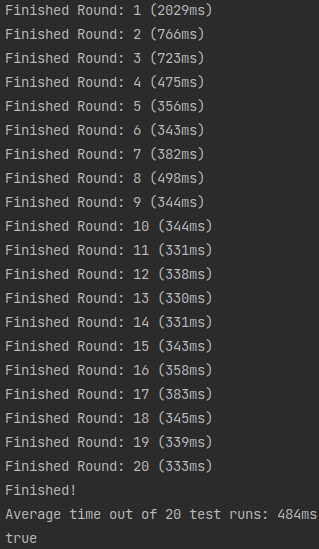 Finished Round: 1 (2029ms)
Finished Round: 2 (766ms)
Finished Round: 3 (723ms)
Finished Round: 4 (475ms)
Finished Round: 5 (356ms)
Finished Round: 6 (343ms)
Finished Round: 7 (382ms)
Finished Round: 8 (498ms)
Finished Round: 9 (344ms)
Finished Round: 10 (344ms)
Finished Round: 11 (331ms)
Finished Round: 12 (338ms)
Finished Round: 13 (330ms)
Finished Round: 14 (331ms)
Finished Round: 15 (343ms)
Finished Round: 16 (358ms)
Finished Round: 17 (383ms)
Finished Round: 18 (345ms)
Finished Round: 19 (339ms)
Finished Round: 20 (333ms)
Finished!
Average time out of 20 test runs: 484ms
true